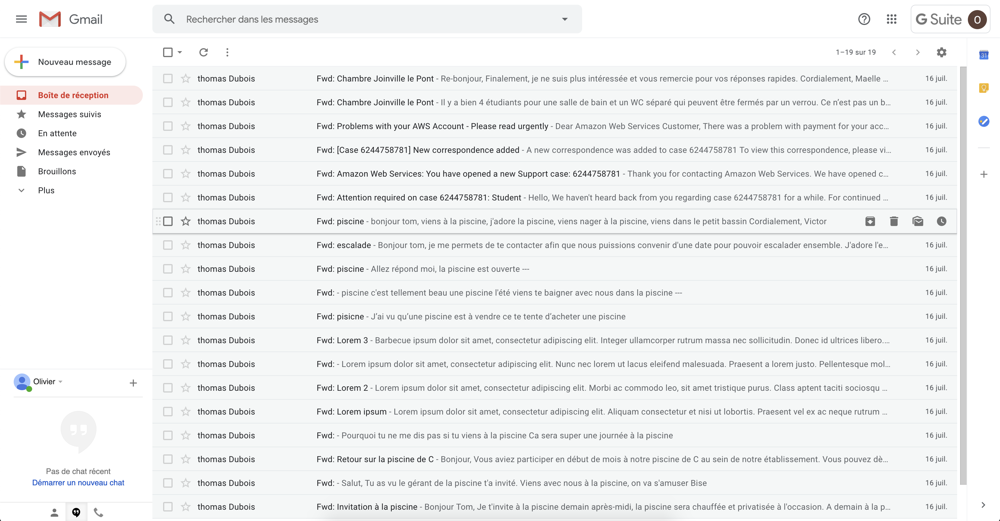 Gmail
Rechercher dans les messages
G Suite
O
Nouveau message
1–19 sur 19
31
Boîte de réception
Messages suivis
En attente
Messages envoyés
Brouillons
Plus
thomas Dubois Fwd: Chambre Joinville le Pont - Re-bonjour, Finalement, je ne suis plus intéressée et vous remercie pour vos réponses rapides. Cordialement, Maelle ... 16 juil.
thomas Dubois Fwd: Chambre Joinville le Pont - Il y a bien 4 étudiants pour une salle de bain et un WC séparé qui peuvent être fermés par un verrou. Ce n’est pas un b... 16 juil.
thomas Dubois Fwd: Problems with your AWS Account - Please read urgently - Dear Amazon Web Services Customer, There was a problem with payment for your acc... 16 juil.
thomas Dubois Fwd: [Case 6244758781] New correspondence added - A new correspondence was added to case 6244758781 To view this correspondence, please vi... 16 juil.
thomas Dubois Fwd: Amazon Web Services: You have opened a new Support case: 6244758781 - Thank you for contacting Amazon Web Services. We have opened c... 16 juil.
thomas Dubois Fwd: Attention required on case 6244758781: Student - Hello, We haven't heard back from you regarding case 6244758781 for a while. For continued ... 16 juil.
thomas Dubois Fwd: piscine - bonjour tom, viens à la piscine, j'adore la piscine, viens nager à la piscine, viens dans le petit bassin Cordialement, Victor
thomas Dubois Fwd: escalade - Bonjour tom, je me permets de te contacter afin que nous puissions convenir d'une date pour pouvoir escalader ensemble. J'adore l'e... 16 juil.
thomas Dubois Fwd: piscine - Allez répond moi, la piscine est ouverte --- 16 juil.
thomas Dubois Fwd: - piscine c'est tellement beau une piscine l'été viens te baigner avec nous dans la piscine --- 16 juil.
thomas Dubois Fwd: pisicne - J’ai vu qu’une piscine est à vendre ce te tente d’acheter une piscine 16 juil.
thomas Dubois Fwd: Lorem 3 - Barbecue ipsum dolor sit amet, consectetur adipiscing elit. Integer ullamcorper rutrum massa nec sollicitudin. Donec id ultrices libero.... 16 juil.
thomas Dubois Fwd: - Lorem ipsum dolor sit amet, consectetur adipiscing elit. Nunc nec lorem ut lacus eleifend malesuada. Praesent a lorem justo. Pellentesque mol... 16 juil.
thomas Dubois Fwd: Lorem 2 - Lorem ipsum dolor sit amet, consectetur adipiscing elit. Morbi ac commodo leo, sit amet tristique purus. Class aptent taciti sociosqu ... 16 juil.
thomas Dubois Fwd: Lorem ipsum - Lorem ipsum dolor sit amet, consectetur adipiscing elit. Aliquam consectetur et nisi ut lobortis. Praesent vel ex ac neque rutrum ... 16 juil.
thomas Dubois Fwd: - Pourquoi tu ne me dis pas si tu viens à la piscine Ca sera super une journée à la piscine 16 juil.
thomas Dubois Fwd: Retour sur la piscine de C - Bonjour, Vous aviez participer en début de mois à notre piscine de C au sein de notre établissement. Vous pouvez dè... 16 juil.
thomas Dubois Fwd: - Salut, Tu as vu le gérant de la piscine t'a invité. Viens avec nous à la piscine, on va s'amuser Bise 16 juil.
thomas Dubois Fwd: Invitation à la piscine - Bonjour Tom, Je t'invite à la piscine demain après-midi, la piscine sera chauffée et privatisée à l'occasion. A demain à la p... 16 juil.
Olivier
Pas de chat récent
Démarrer un nouveau chat